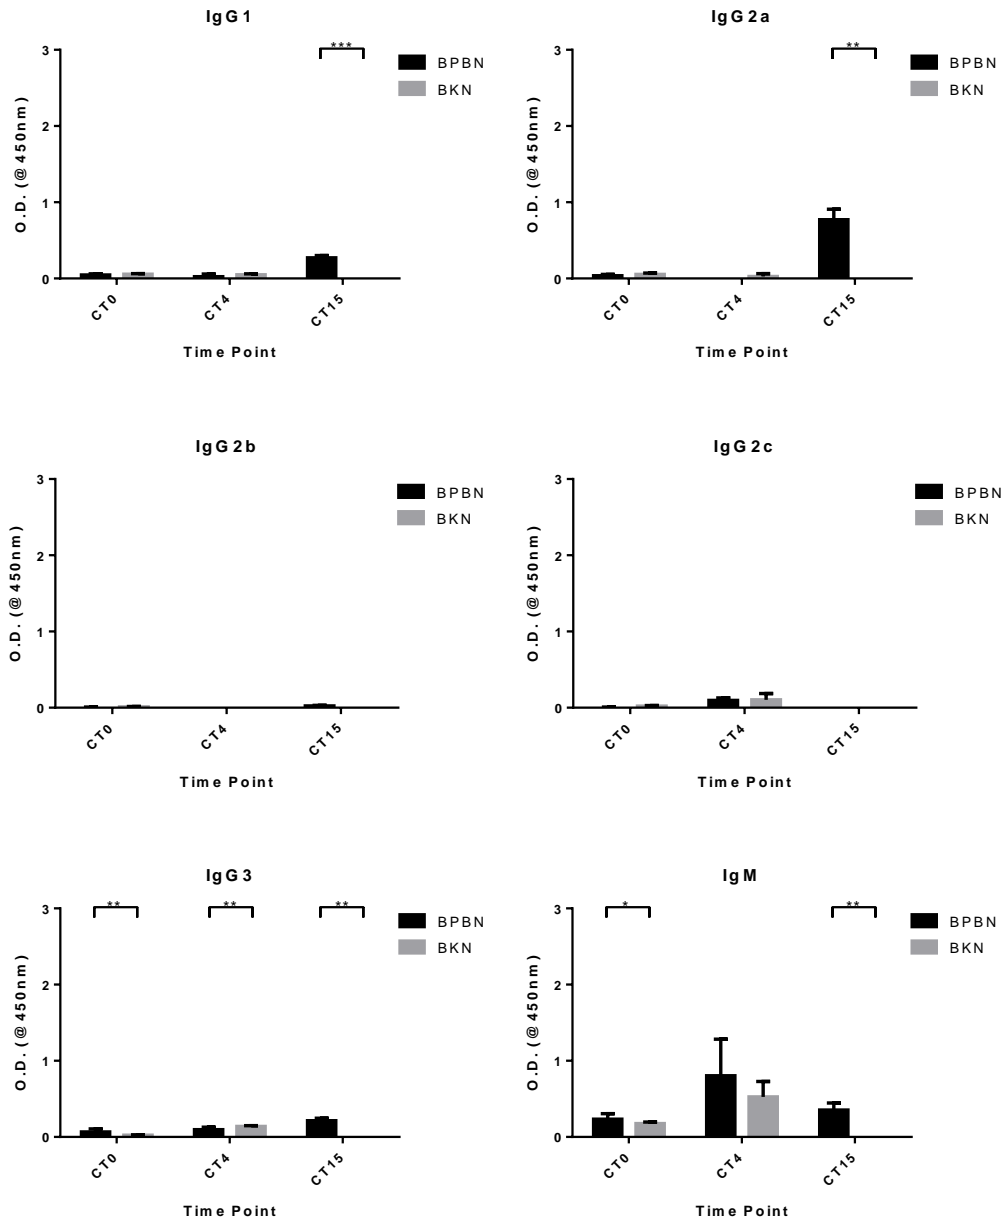 IgG1
***
3
2
1
0
O.D. (@450nm)
BPBN
BKN
CT0
CT4
CT15
Time Point
IgG2a
**
3
2
1
0
O.D. (@450nm)
BPBN
BKN
CT0
CT4
CT15
Time Point
IgG2b
3
2
1
0
O.D. (@450nm)
BPBN
BKN
CT0
CT4
CT15
Time Point
IgG2c
3
2
1
0
O.D. (@450nm)
BPBN
BKN
CT0
CT4
CT15
Time Point
IgG3
** ** **
3
2
1
0
O.D. (@450nm)
BPBN
BKN
CT0
CT4
CT15
Time Point
IgM
* **
3
2
1
0
O.D. (@450nm)
BPBN
BKN
CT0
CT4
CT15
Time Point